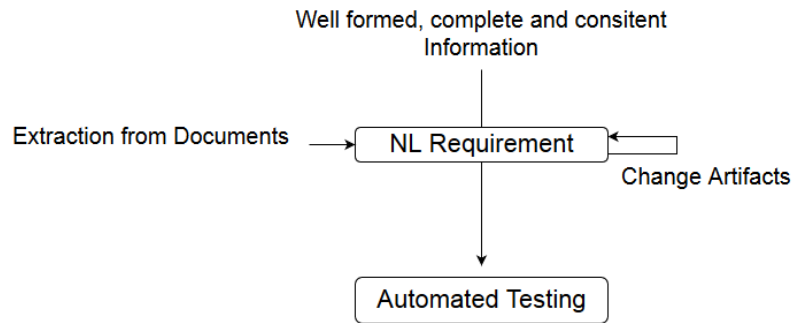 Well formed, complete and consitent
Information
Extraction from Documents
NL Requirement
Change Artifacts
Automated Testing